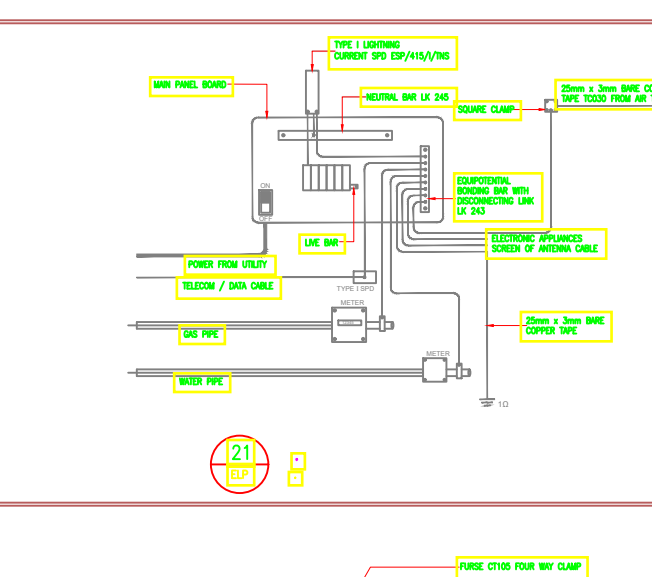 TYPE I LIGHTNING
CURRENT SPD ESP/415/I/TNS
MAIN PANEL BOARD
NEUTRAL BAR LK 245
SQUARE CLAMP
25mm x 3mm BARE CO
TAPE TC030 FROM AIR T
ON
OFF
EQUIPOTENTIAL
BONDING BAR WITH
DISCONNECTING LINK
LK 243
LIVE BAR
ELECTRONIC APPLIANCES
SCREEN OF ANTENNA CABLE
POWER FROM UTILITY
TELECOM / DATA CABLE
TYPE I SPD
METER
GAS PIPE
25mm x 3mm BARE
COPPER TAPE
METER
WATER PIPE
1Ω
21
ELP
FURSE CT105 FOUR WAY CLAMP